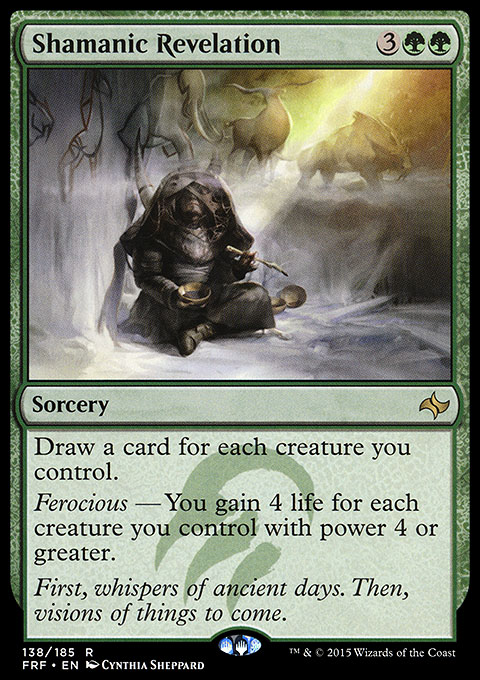 Shamanic Revelation 3
Sorcery
Draw a card for each creature you
control.
Ferocious — You gain 4 life for each
creature you control with power 4 or
greater.
First, whispers of ancient days. Then,
visions of things to come.
138/185 R
FRF • EN Cynthia Sheppard
™ & © 2015 Wizards of the Coast